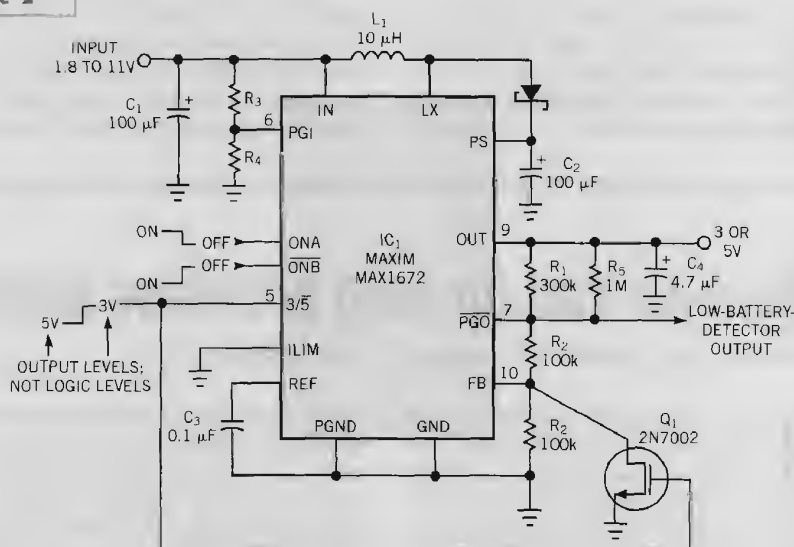 INPUT
1.8 TO 11V
L1
10 µH
C1
100 µF
+
R3
R4
6
PGI
IN
LX
PS
+
C2
100 µF
ON
OFF
ONA
ON
OFF
ONB
IC1
MAXIM
MAX1672
OUT
9
3 OR
5V
R1
300k
R5
1M
+
C4
4.7 µF
5
3/5
5V
3V
OUTPUT LEVELS;
NOT LOGIC LEVELS
PGO
7
LOW-BATTERY-
DETECTOR
OUTPUT
ILIM
R2
100k
REF
FB
10
C3
0.1 µF
PGND
GND
R2
100k
Q1
2N7002